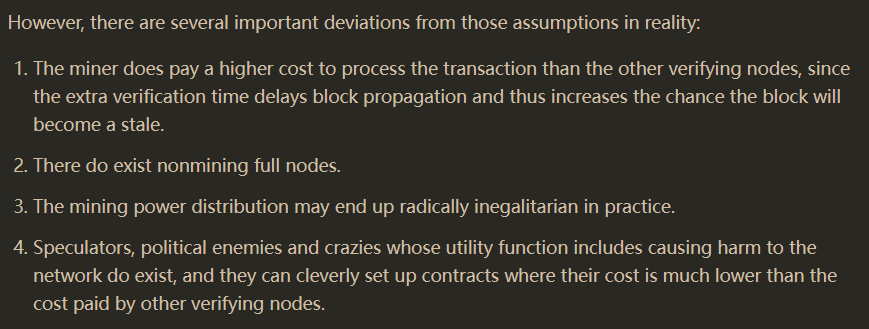 However, there are several important deviations from those assumptions in reality:
1. The miner does pay a higher cost to process the transaction than the other verifying nodes, since
the extra verification time delays block propagation and thus increases the chance the block will
become a stale.
2. There do exist nonmining full nodes.
3. The mining power distribution may end up radically inegalitarian in practice.
4. Speculators, political enemies and crazies whose utility function includes causing harm to the
network do exist, and they can cleverly set up contracts where their cost is much lower than the
cost paid by other verifying nodes.